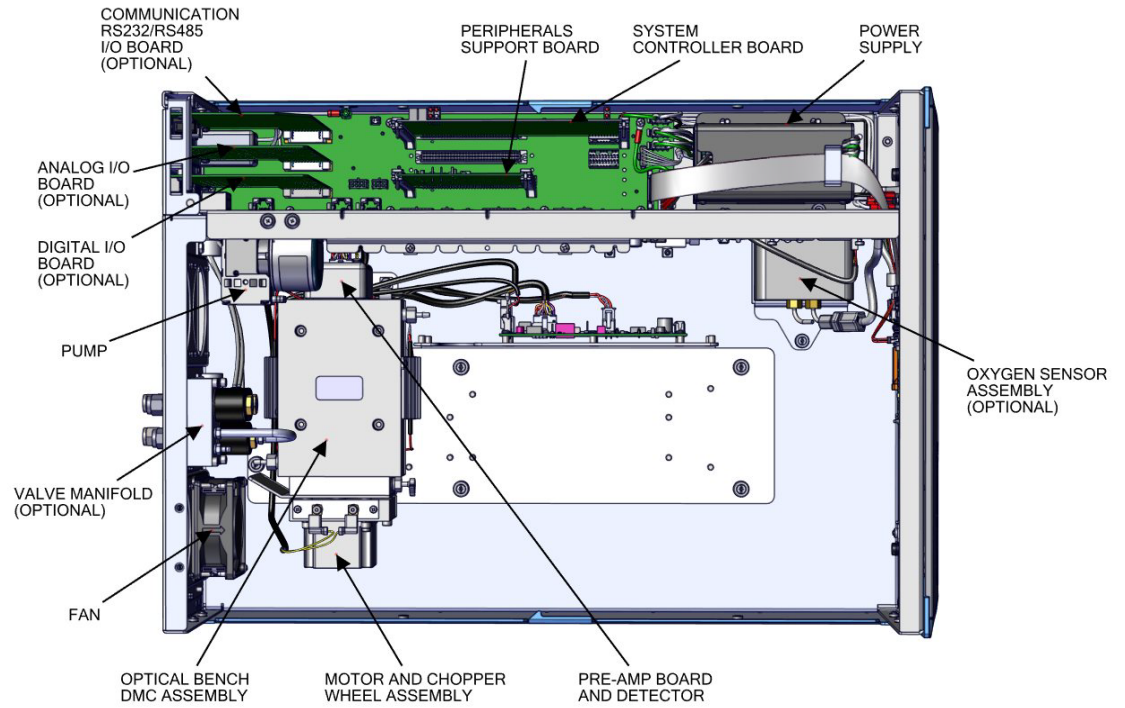 COMMUNICATION
RS232/RS485
I/O BOARD
(OPTIONAL)
PERIPHERALS
SUPPORT BOARD
SYSTEM
CONTROLLER BOARD
POWER
SUPPLY
ANALOG I/O
BOARD
(OPTIONAL)
DIGITAL I/O
BOARD
(OPTIONAL)
PUMP
OXYGEN SENSOR
ASSEMBLY
(OPTIONAL)
VALVE MANIFOLD
(OPTIONAL)
FAN
OPTICAL BENCH
DMC ASSEMBLY
MOTOR AND CHOPPER
WHEEL ASSEMBLY
PRE-AMP BOARD
AND DETECTOR